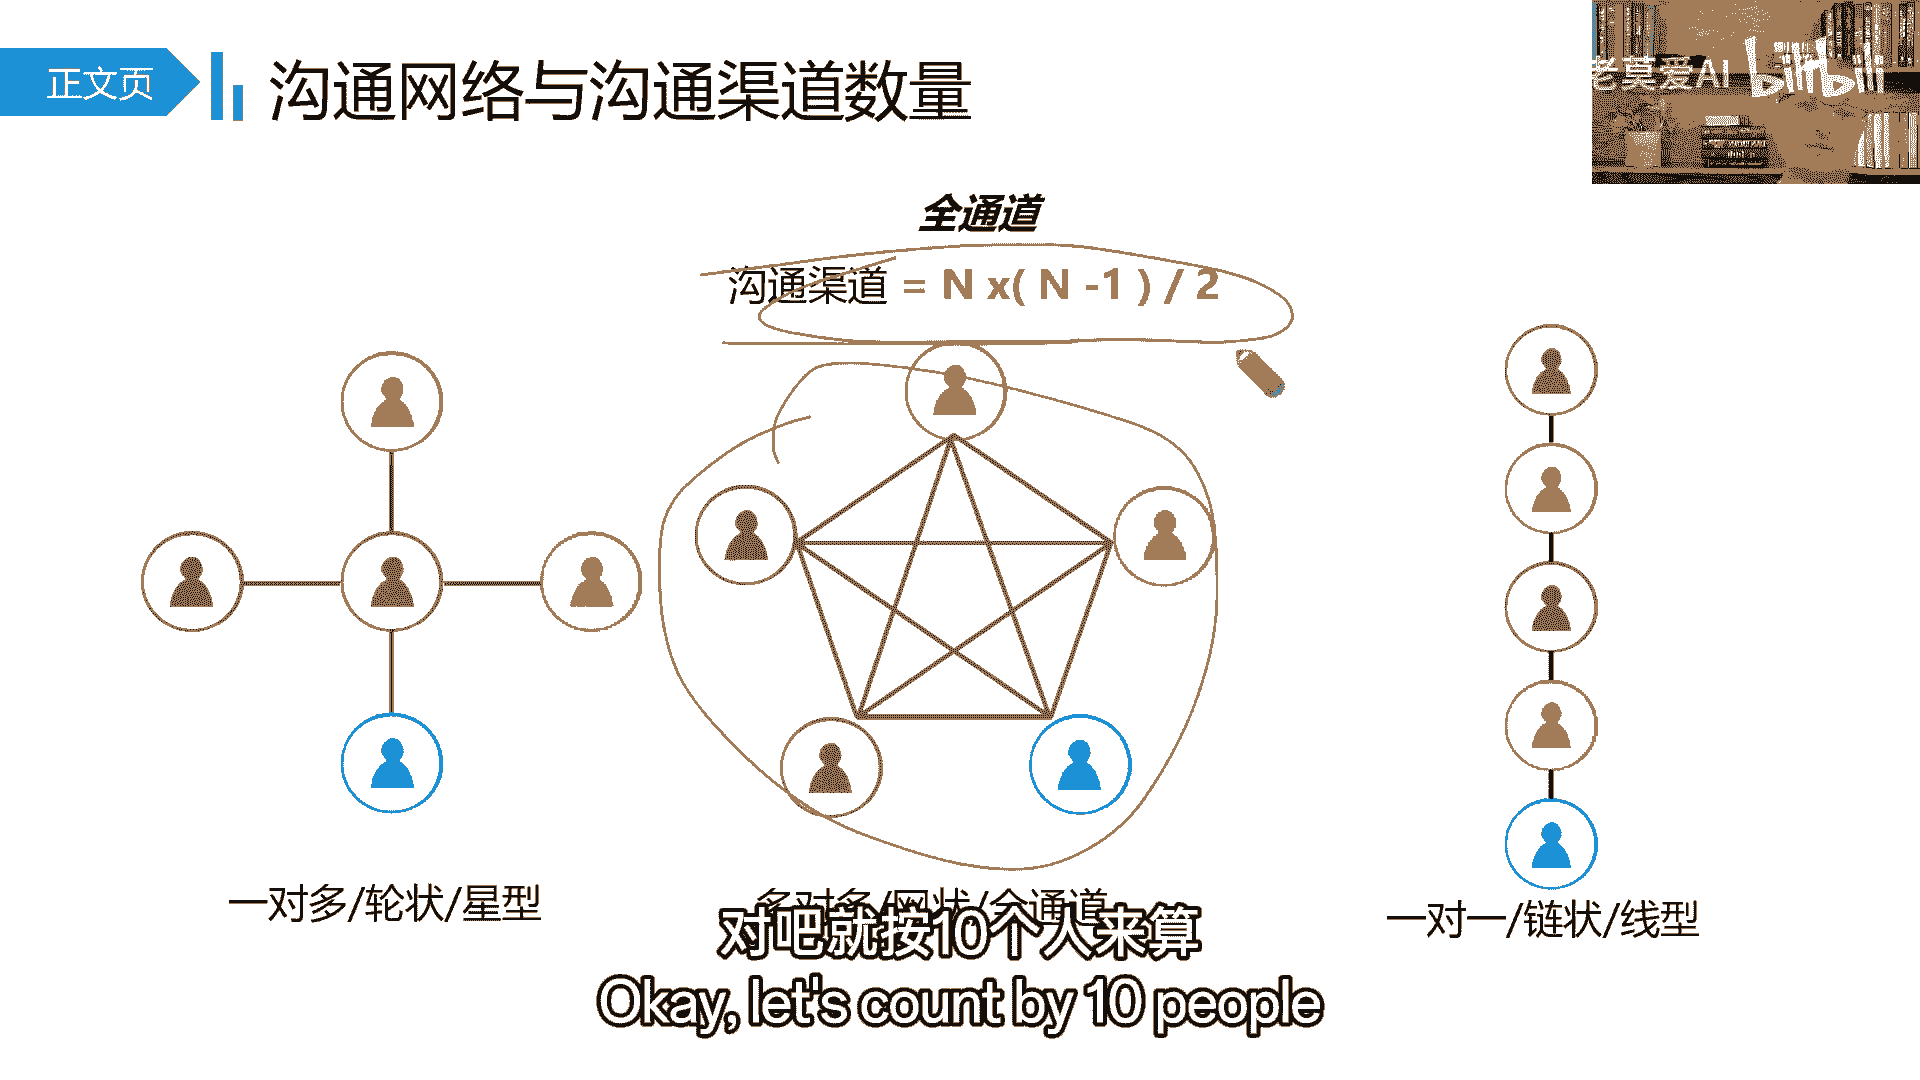 正文页
沟通网络与沟通渠道数量
老莫爱AI
bilibili
全通道
沟通渠道 = N x( N -1 ) / 2
一对多/轮状/星型
多对多/网状/全通道
一对一/链状/线型
对吧就按10个人来算
Okay, let's count by 10 people